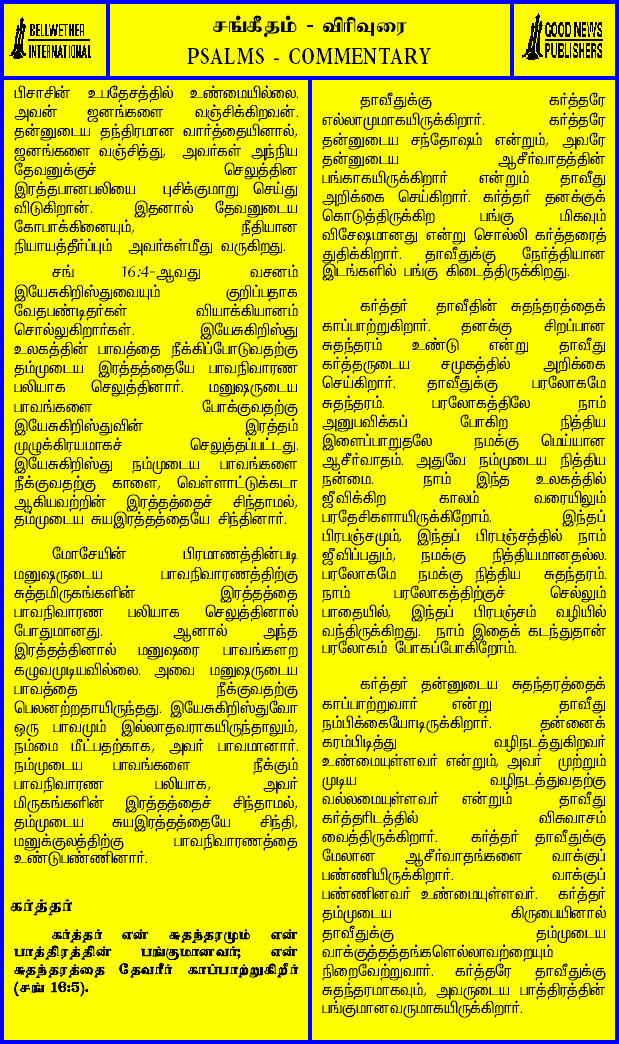 BELLWETHER
INTERNATIONAL
சங்கீதம் - விரிவுரை
PSALMS - COMMENTARY
GOOD NEWS
PUBLISHERS
பிசாசின் உபதேசத்தில் உண்மையில்லை.
அவன் ஜனங்களை வஞ்சிக்கிறவன்.
தன்னுடைய தந்திரமான வார்த்தையினால்,
ஜனங்களை வஞ்சித்து, அவர்கள் அந்நிய
தேவனுக்குச் செலுத்தின
இரத்தபானபலியை புசிக்குமாறு செய்து
விடுகிறான். இதனால் தேவனுடைய
கோபாக்கினையும், நீதியான
நியாயத்தீர்ப்பும் அவர்கள்மீது வருகிறது.
சங் 16:4-ஆவது வசனம்
இயேசுகிறிஸ்துவையும் குறிப்பதாக
வேதபண்டிதர்கள் வியாக்கியானம்
சொல்லுகிறார்கள். இயேசுகிறிஸ்து
உலகத்தின் பாவத்தை நீக்கிப்போடுவதற்கு
தம்முடைய இரத்தத்தையே பாவநிவாரண
பலியாக செலுத்தினார். மனுஷருடைய
பாவங்களை போக்குவதற்கு
இயேசுகிறிஸ்துவின் இரத்தம்
முழுக்கிரயமாகச் செலுத்தப்பட்டது.
இயேசுகிறிஸ்து நம்முடைய பாவங்களை
நீக்குவதற்கு காளை, வெள்ளாட்டுக்கடா
ஆகியவற்றின் இரத்தத்தைச் சிந்தாமல்,
தம்முடைய சுயஇரத்தத்தையே சிந்தினார்.
மோசேயின் பிரமாணத்தின்படி
மனுஷருடைய பாவநிவாரணத்திற்கு
சுத்தமிருகங்களின் இரத்தத்தை
பாவநிவாரண பலியாக செலுத்தினால்
போதுமானது. ஆனால் அந்த
இரத்தத்தினால் மனுஷரை பாவங்களற
கழுவமுடியவில்லை. அவை மனுஷருடைய
பாவத்தை நீக்குவதற்கு
பெலனற்றதாயிருந்தது. இயேசுகிறிஸ்துவோ
ஒரு பாவமும் இல்லாதவராகயிருந்தாலும்,
நம்மை மீட்பதற்காக, அவர் பாவமானார்.
நம்முடைய பாவங்களை நீக்கும்
பாவநிவாரண பலியாக, அவர்
மிருகங்களின் இரத்தத்தைச் சிந்தாமல்,
தம்முடைய சுயஇரத்தத்தையே சிந்தி,
மனுக்குலத்திற்கு பாவநிவாரணத்தை
உண்டுபண்ணினார்.
கர்த்தர்
கர்த்தர் என் சுதந்தரமும் என்
பாத்திரத்தின் பங்குமானவர்; என்
சுதந்தரத்தை தேவரீர் காப்பாற்றுகிறீர்
(சங் 16:5).
தாவீதுக்கு கர்த்தரே
எல்லாமுமாகயிருக்கிறார். கர்த்தரே
தன்னுடைய சந்தோஷம் என்றும், அவரே
தன்னுடைய ஆசீர்வாதத்தின்
பங்காகயிருக்கிறார் என்றும் தாவீது
அறிக்கை செய்கிறார். கர்த்தர் தனக்குக்
கொடுத்திருக்கிற பங்கு மிகவும்
விசேஷமானது என்று சொல்லி கர்த்தரைத்
துதிக்கிறார். தாவீதுக்கு நேர்த்தியான
இடங்களில் பங்கு கிடைத்திருக்கிறது.
கர்த்தர் தாவீதின் சுதந்தரத்தைக்
காப்பாற்றுகிறார். தனக்கு சிறப்பான
சுதந்தரம் உண்டு என்று தாவீது
கர்த்தருடைய சமுகத்தில் அறிக்கை
செய்கிறார். தாவீதுக்கு பரலோகமே
சுதந்தரம். பரலோகத்திலே நாம்
அனுபவிக்கப் போகிற நித்திய
இளைப்பாறுதலே நமக்கு மெய்யான
ஆசீர்வாதம். அதுவே நம்முடைய நித்திய
நன்மை. நாம் இந்த உலகத்தில்
ஜீவிக்கிற காலம் வரையிலும்
பரதேசிகளாயிருக்கிறோம். இந்தப்
பிரபஞ்சமும், இந்தப் பிரபஞ்சத்தில் நாம்
ஜீவிப்பதும், நமக்கு நித்தியமானதல்ல.
பரலோகமே நமக்கு நித்திய சுதந்தரம்.
நாம் பரலோகத்திற்குச் செல்லும்
பாதையில், இந்தப் பிரபஞ்சம் வழியில்
வந்திருக்கிறது. நாம் இதைக் கடந்துதான்
பரலோகம் போகப்போகிறோம்.
கர்த்தர் தன்னுடைய சுதந்தரத்தைக்
காப்பாற்றுவார் என்று தாவீது
நம்பிக்கையோடிருக்கிறார். தன்னைக்
கரம்பிடித்து வழிநடத்துகிறவர்
உண்மையுள்ளவர் என்றும், அவர் முற்றும்
முடிய வழிநடத்துவதற்கு
வல்லமையுள்ளவர் என்றும் தாவீது
கர்த்தரிடத்தில் விசுவாசம்
வைத்திருக்கிறார். கர்த்தர் தாவீதுக்கு
மேலான ஆசீர்வாதங்களை வாக்குப்
பண்ணியிருக்கிறார். வாக்குப்
பண்ணினவர் உண்மையுள்ளவர். கர்த்தர்
தம்முடைய கிருபையினால்
தாவீதுக்கு தம்முடைய
வாக்குத்தத்தங்களெல்லாவற்றையும்
நிறைவேற்றுவார். கர்த்தரே தாவீதுக்கு
சுதந்தரமாகவும், அவருடைய பாத்திரத்தின்
பங்குமானவருமாகயிருக்கிறார்.